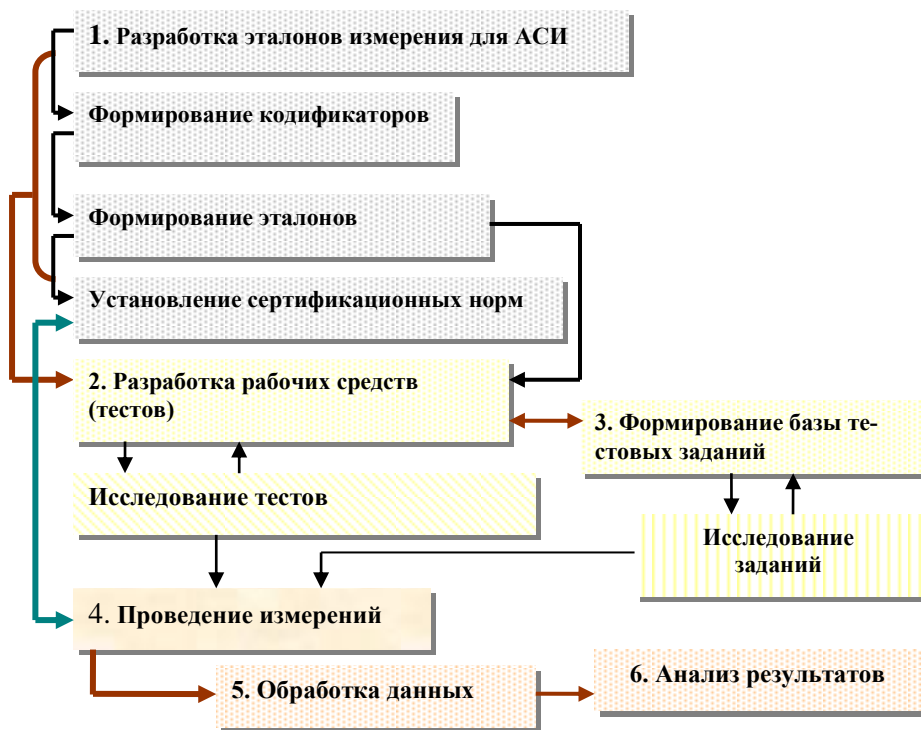 1. Разработка эталонов измерения для АСИ
Формирование кодификаторов
Формирование эталонов
Установление сертификационных норм
2. Разработка рабочих средств
(тестов)
3. Формирование базы те-
стовых заданий
Исследование тестов
Исследование
заданий
4. Проведение измерений
5. Обработка данных
6. Анализ результатов